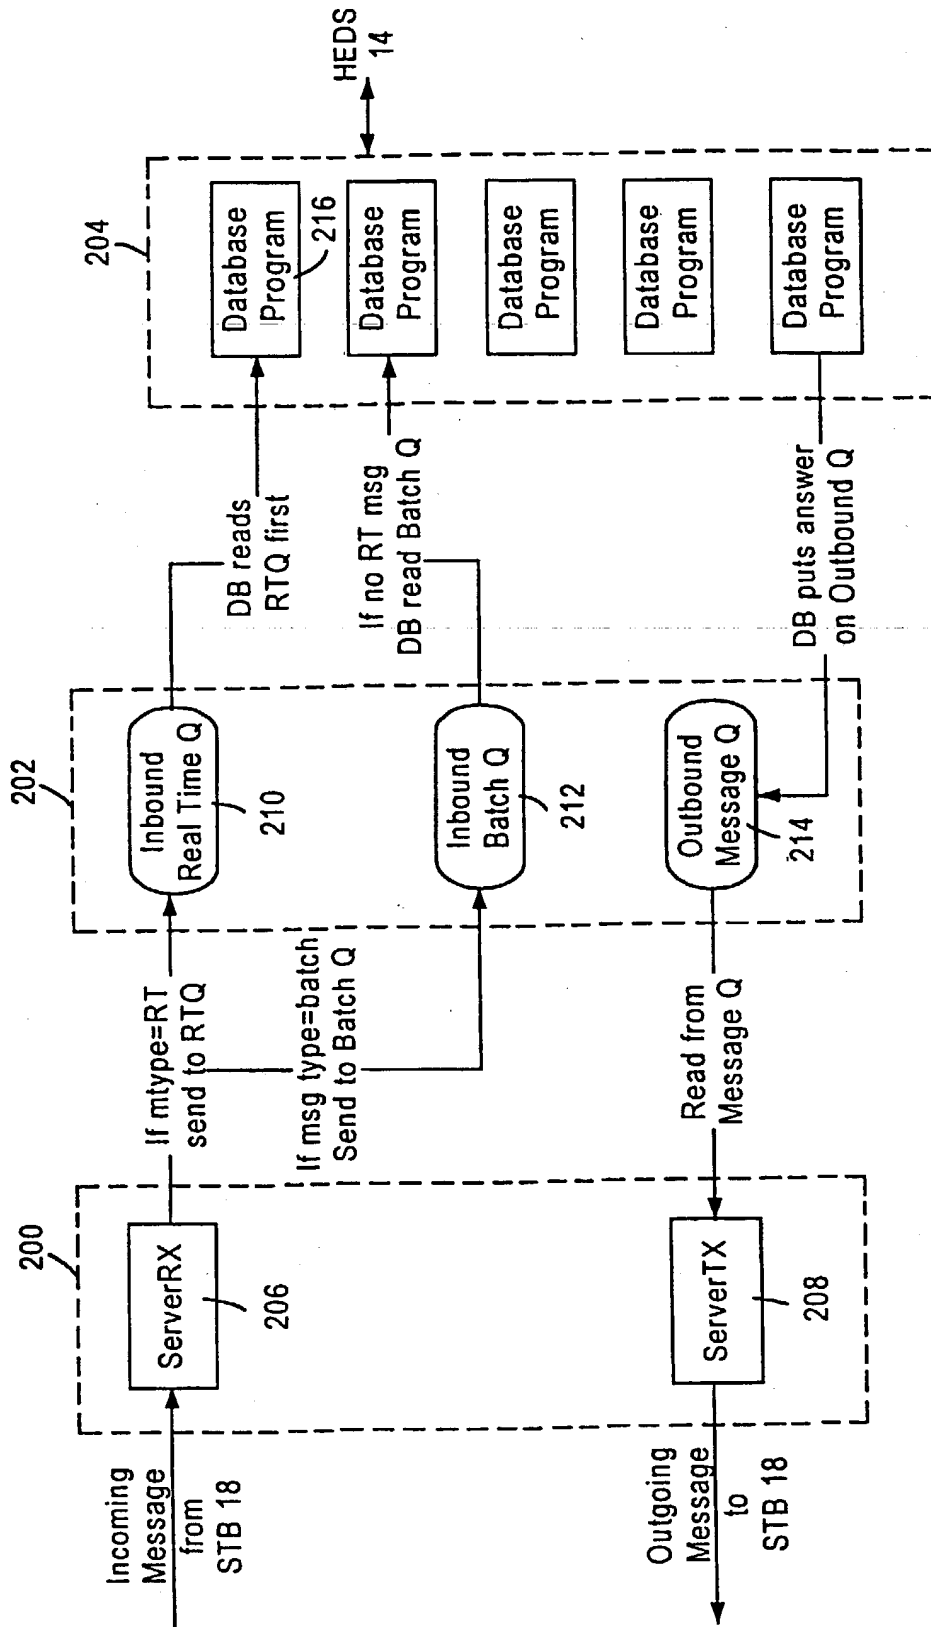 Incoming
Message
from
STB 18
Outgoing
Message
to
STB 18
200
ServerRX
206
ServerTX
208
If mtype=RT
send to RTQ
If msg type=batch
Send to Batch Q
Read from
Message Q
202
Inbound
Real Time Q
210
Inbound
Batch Q
212
Outbound
Message Q
214
DB reads
RTQ first
If no RT msg
DB read Batch Q
DB puts answer
on Outbound Q
204
Database
Program
216
Database
Program
Database
Program
Database
Program
Database
Program
HEDS
14